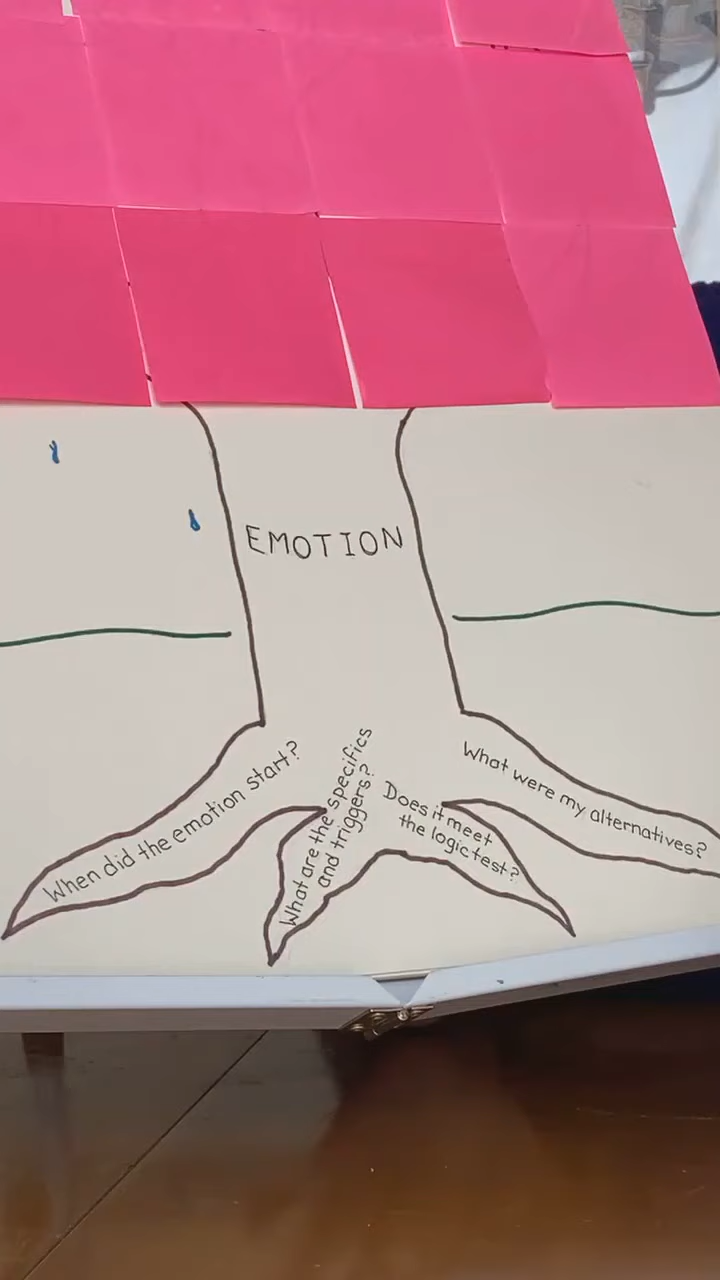 EMOTION
When did the emotion start?
What are the specifics
and triggers?
Does it meet
the logic test?
What were my alternatives?